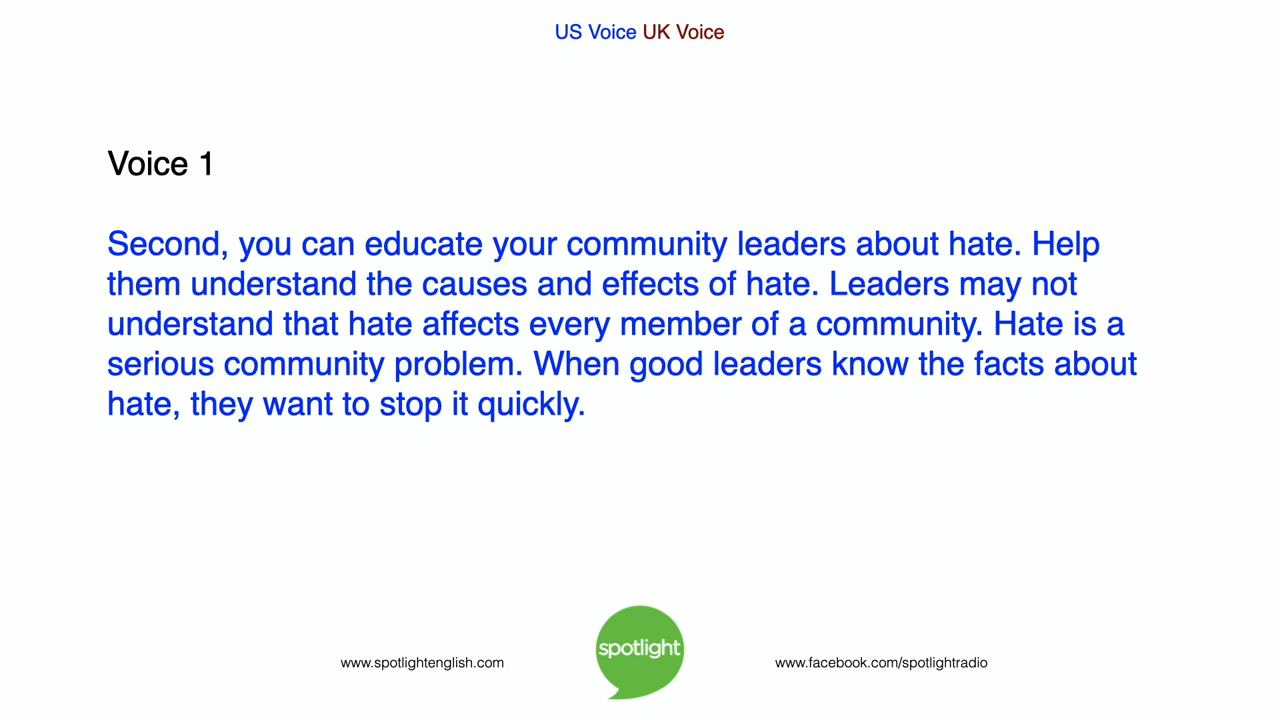 US Voice UK Voice
Voice 1
Second, you can educate your community leaders about hate. Help
them understand the causes and effects of hate. Leaders may not
understand that hate affects every member of a community. Hate is a
serious community problem. When good leaders know the facts about
hate, they want to stop it quickly.
www.spotlightenglish.com
spotlight
www.facebook.com/spotlightradio